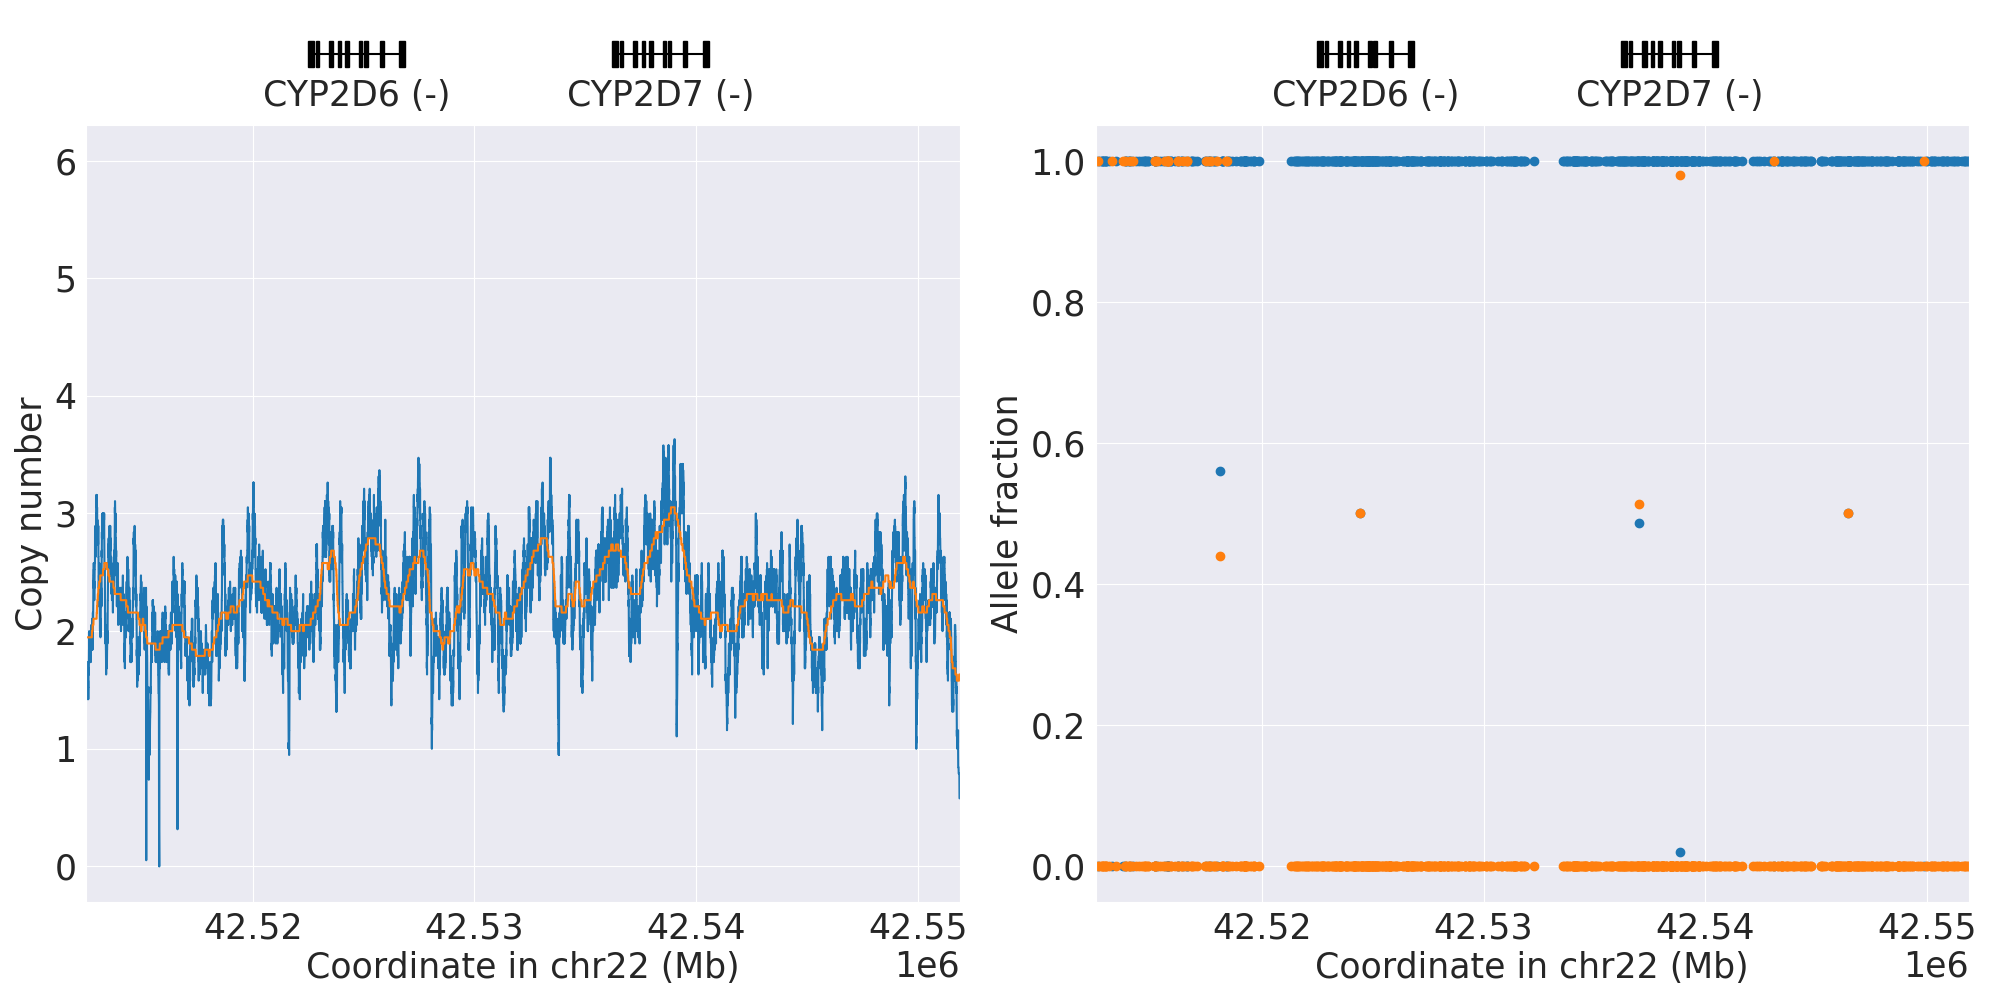 CYP2D6 (-) CYP2D7 (-)
6
5
4
3
2
1
0
Copy number
42.52 42.53 42.54 42.55
Coordinate in chr22 (Mb)
1e6
CYP2D6 (-) CYP2D7 (-)
1.0
0.8
0.6
0.4
0.2
0.0
Allele fraction
42.52 42.53 42.54 42.55
Coordinate in chr22 (Mb)
1e6